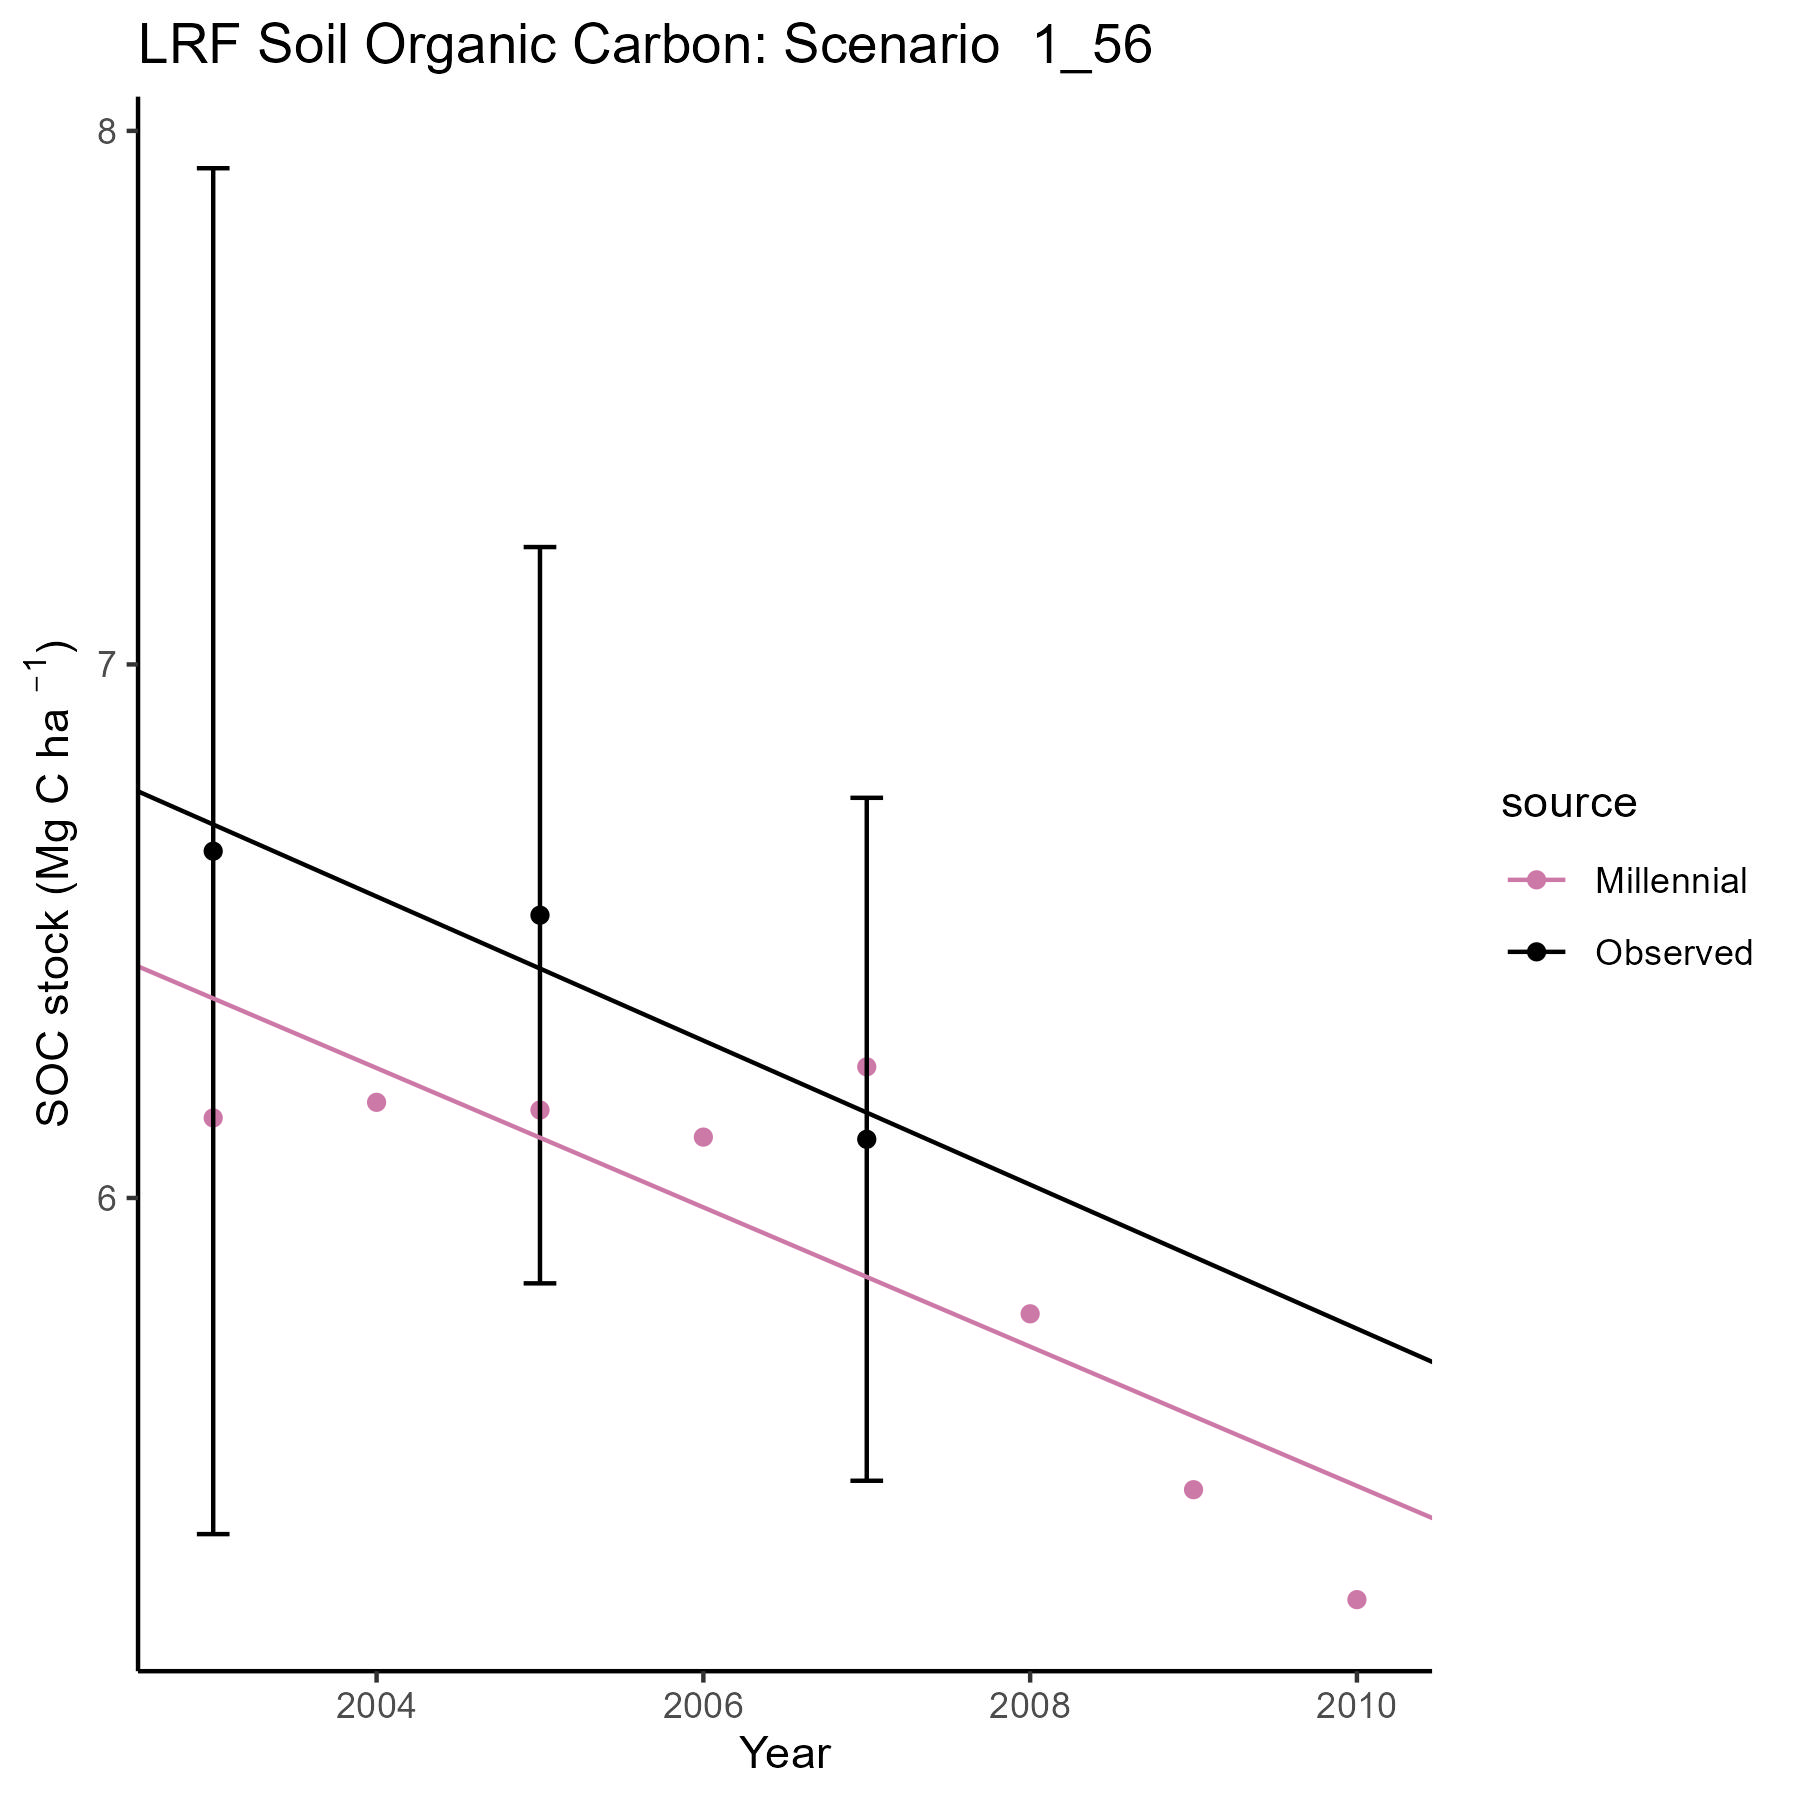 LRF Soil Organic Carbon: Scenario  1_56
8
7
6
SOC stock (Mg C ha ⁻¹)
2004 2006 2008 2010
Year
source
Millennial
Observed